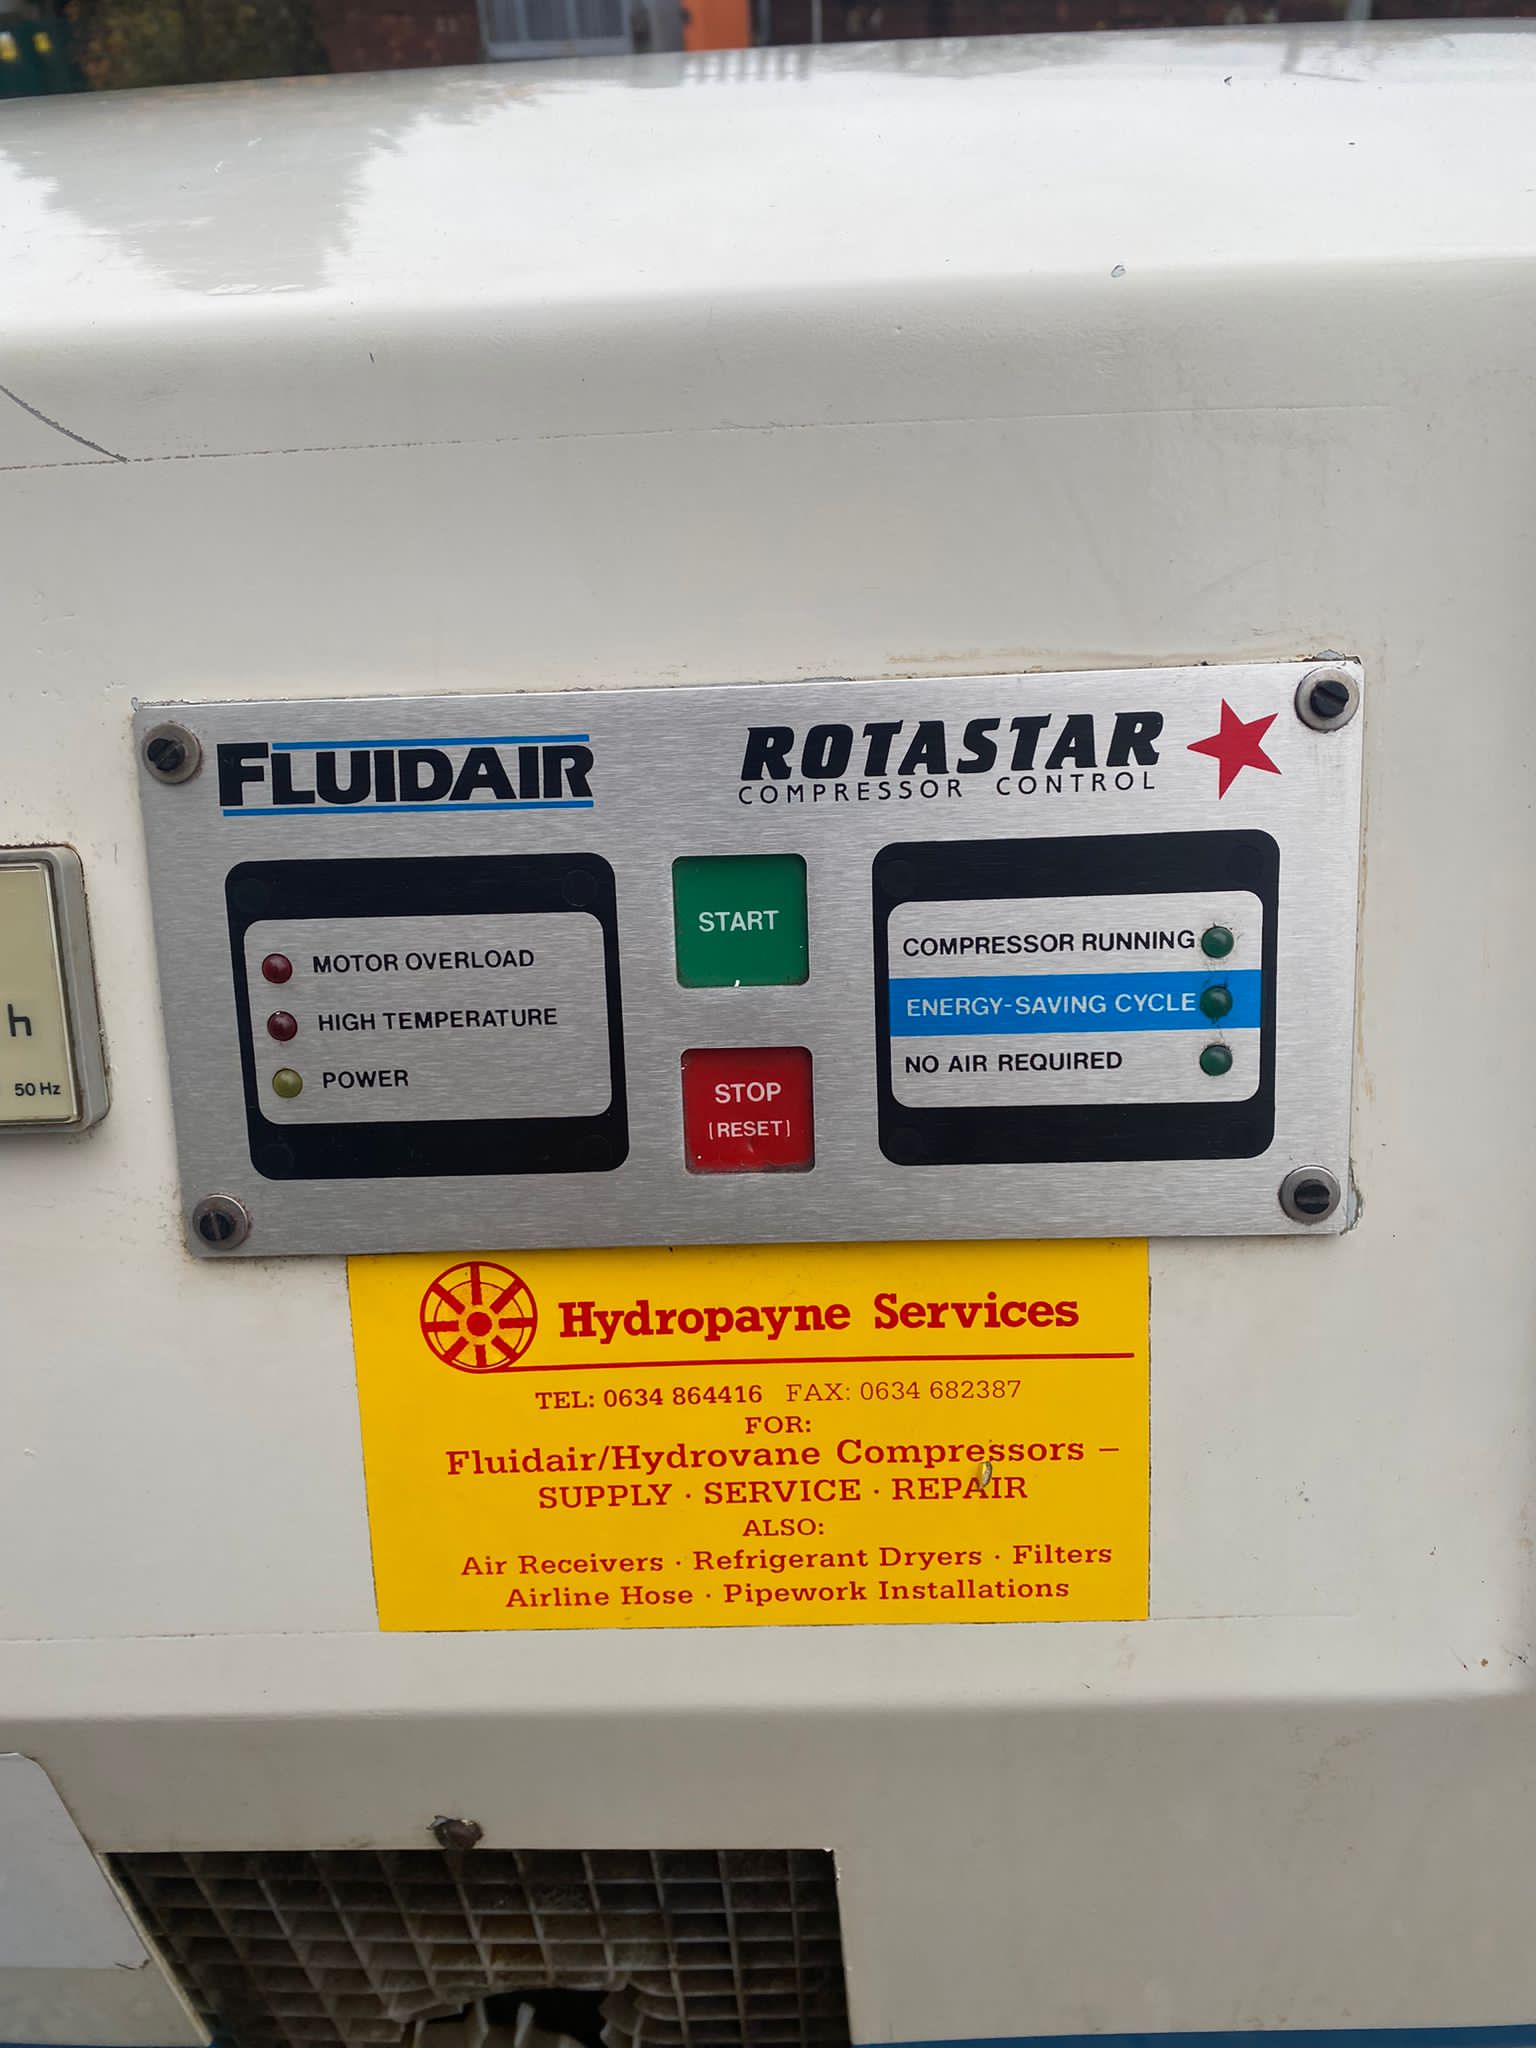 FLUIDAIR
ROTASTAR
COMPRESSOR CONTROL
MOTOR OVERLOAD
HIGH TEMPERATURE
POWER
START
STOP
[RESET]
COMPRESSOR RUNNING
ENERGY-SAVING CYCLE
NO AIR REQUIRED
h
50 Hz
Hydropayne Services
TEL: 0634 864416 FAX: 0634 682387
FOR:
Fluidair/Hydrovane Compressors –
SUPPLY · SERVICE · REPAIR
ALSO:
Air Receivers · Refrigerant Dryers · Filters
Airline Hose · Pipework Installations